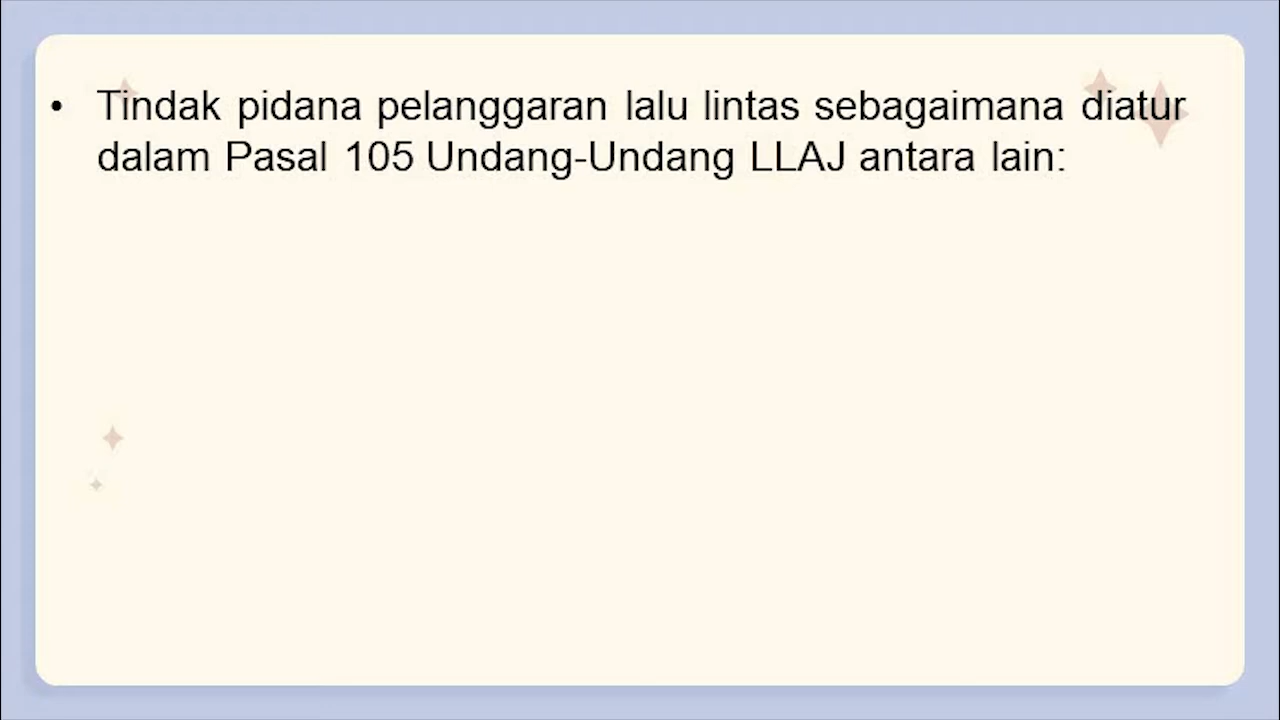 • Tindak pidana pelanggaran lalu lintas sebagaimana diatur
dalam Pasal 105 Undang-Undang LLAJ antara lain: